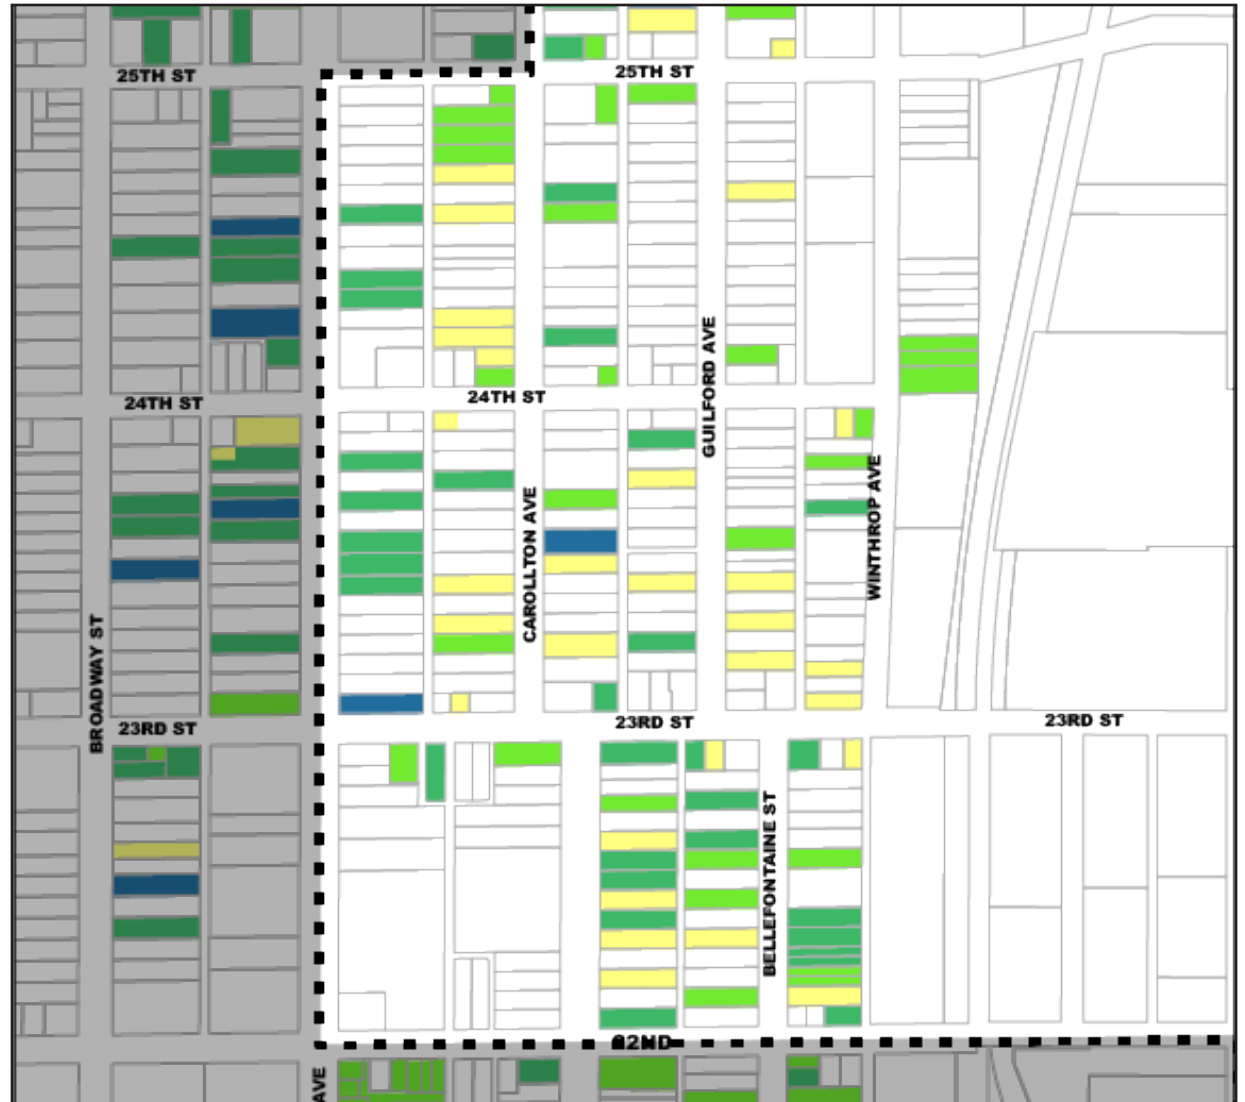 25TH ST
25TH ST
GUILFORD AVE
24TH ST
24TH ST
CAROLLTON AVE
WINTHROP AVE
BROADWAY ST
23RD ST
23RD ST
23RD ST
BELLEFONTAINE ST
22ND
AVE